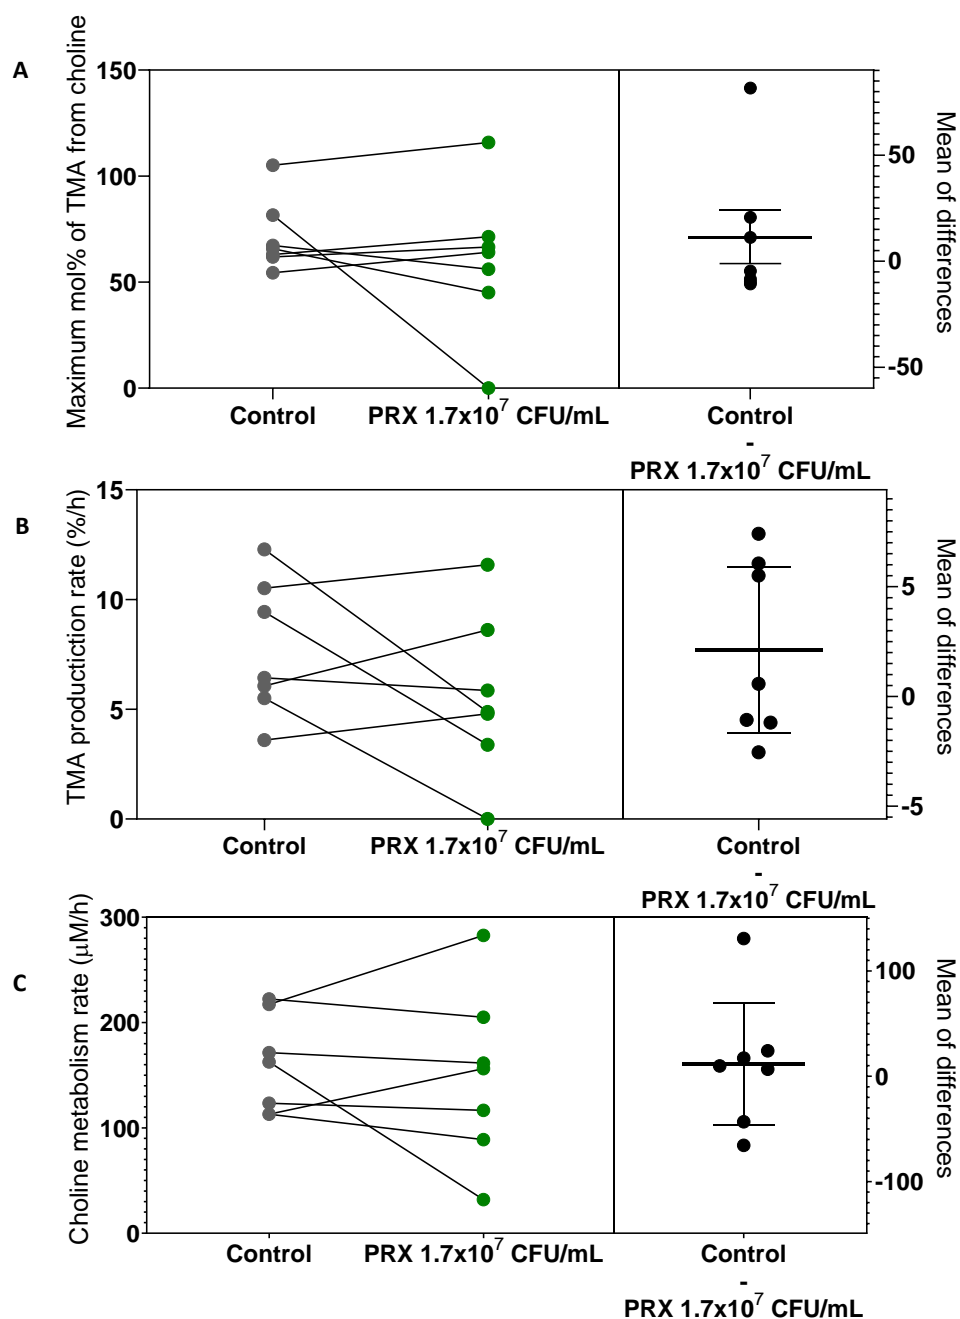 A
Maximum mol% of TMA from choline
150
100
50
0
Control
PRX 1.7x10⁷ CFU/mL
50
0
-50
Mean of differences
Control
-
PRX 1.7x10⁷ CFU/mL
B
TMA productiction rate (%/h)
15
10
5
0
Control
PRX 1.7x10⁷ CFU/mL
5
0
-5
Mean of differences
Control
-
PRX 1.7x10⁷ CFU/mL
C
Choline metabolism rate (μM/h)
300
200
100
0
Control
PRX 1.7x10⁷ CFU/mL
100
0
-100
Mean of differences
Control
-
PRX 1.7x10⁷ CFU/mL